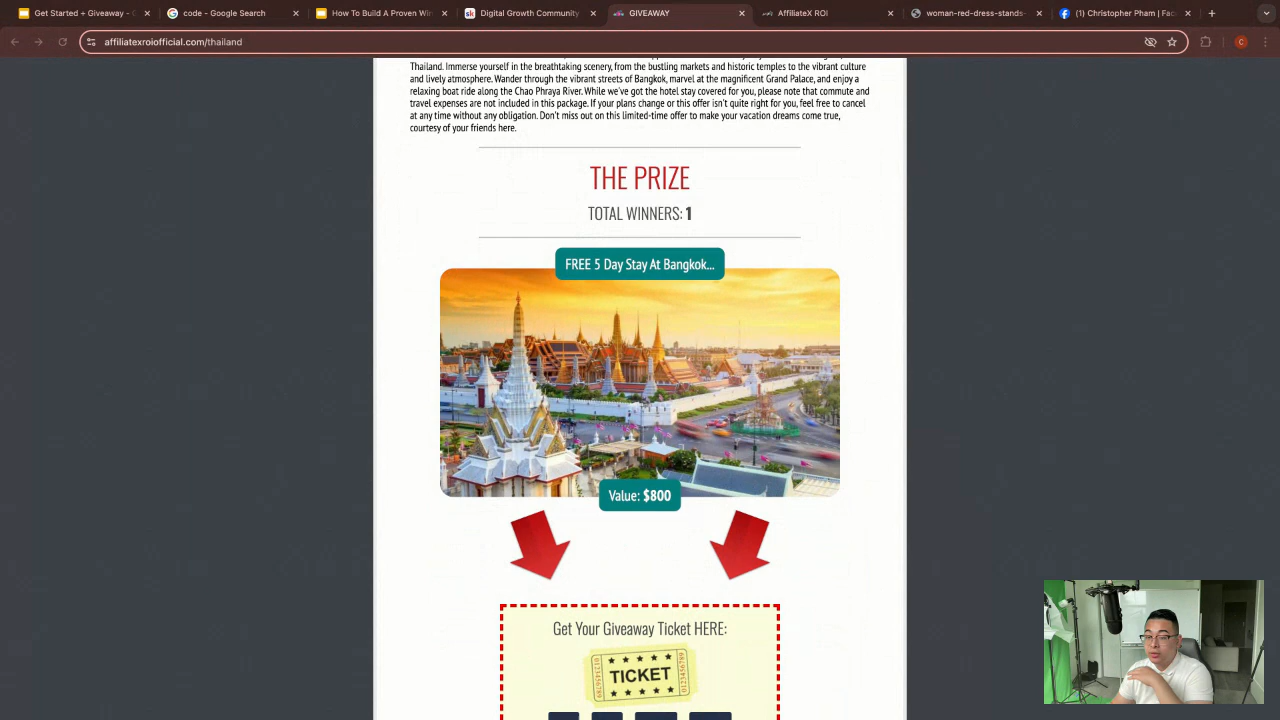 Get Started + Giveaway - G
code - Google Search
How To Build A Proven Win
Digital Growth Community
GIVEAWAY
AffiliateX ROI
woman-red-dress-stands-
(1) Christopher Pham | Fac
affiliatexroiofficial.com/thailand
Thailand. Immerse yourself in the breathtaking scenery, from the bustling markets and historic temples to the vibrant culture
and lively atmosphere. Wander through the vibrant streets of Bangkok, marvel at the magnificent Grand Palace, and enjoy a
relaxing boat ride along the Chao Phraya River. While we've got the hotel stay covered for you, please note that commute and
travel expenses are not included in this package. If your plans change or this offer isn't quite right for you, feel free to cancel
at any time without any obligation. Don't miss out on this limited-time offer to make your vacation dreams come true,
courtesy of your friends here.
THE PRIZE
TOTAL WINNERS: 1
FREE 5 Day Stay At Bangkok...
Value: $800
Get Your Giveaway Ticket HERE:
TICKET
0123456789
0123456789